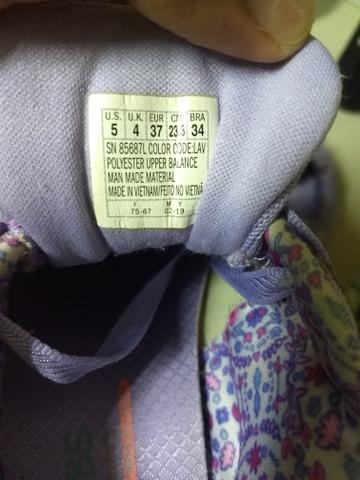 U.S. U.K. EUR CM BRA
5 4 37 23.5 34
SN 85687L COLOR CODE:LAV
POLYESTER UPPER BALANCE
MAN MADE MATERIAL
MADE IN VIETNAM/FEITO NO VIETNÃ
F M Y
75-67 02-19